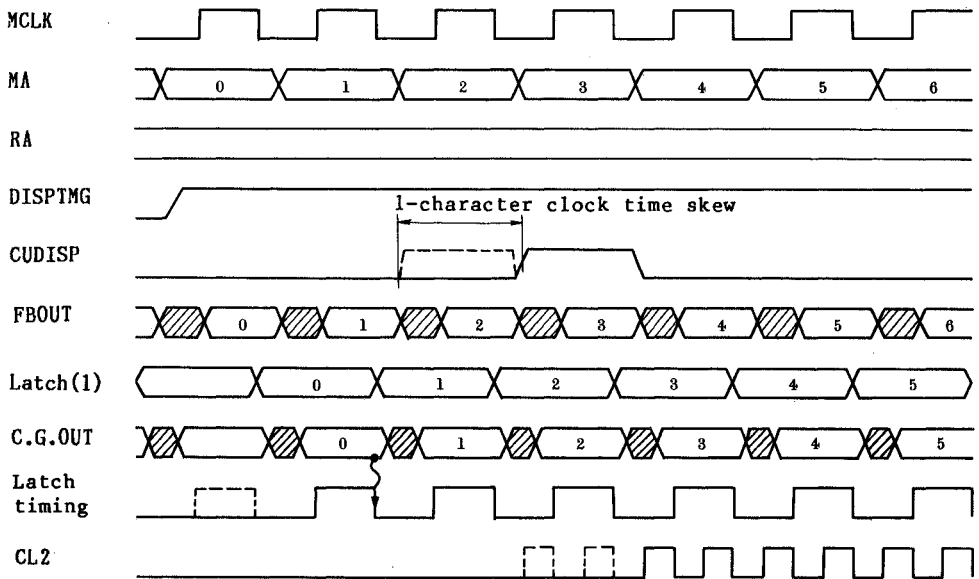 MCLK
MA 0 1 2 3 4 5 6
RA
DISPTMG
1-character clock time skew
CUDISP
FBOUT 0 1 2 3 4 5 6
Latch(1) 0 1 2 3 4 5
C.G.OUT 0 1 2 3 4 5
Latch
timing
CL2